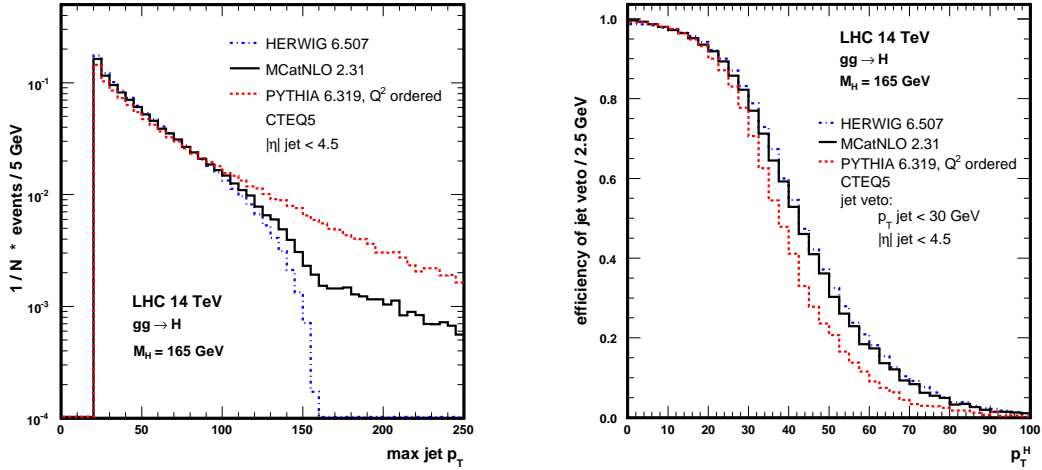 1 / N * events / 5 GeV
10⁻¹
10⁻²
10⁻³
10⁻⁴
HERWIG 6.507
MCatNLO 2.31
PYTHIA 6.319, Q² ordered
CTEQ5
|η| jet < 4.5
LHC 14 TeV
gg → H
M_H = 165 GeV
0 50 100 150 200 250
max jet p_T
efficiency of jet veto / 2.5 GeV
1.0
0.8
0.6
0.4
0.2
0.0
LHC 14 TeV
gg → H
M_H = 165 GeV
HERWIG 6.507
MCatNLO 2.31
PYTHIA 6.319, Q² ordered
CTEQ5
jet veto:
p_T jet < 30 GeV
|η| jet < 4.5
0 10 20 30 40 50 60 70 80 90 100
p_T^H